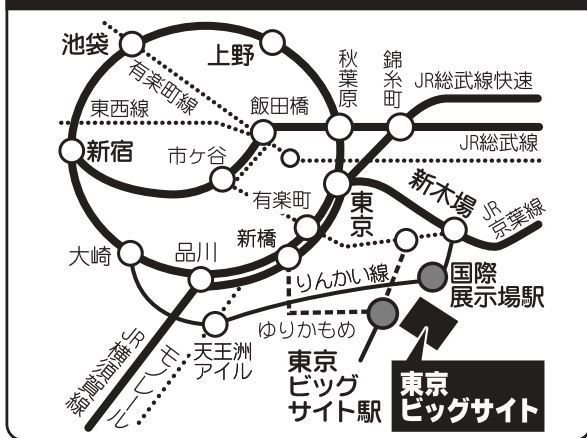 池袋
上野
秋葉原
錦糸町
JR総武線快速
有楽町線
東西線
飯田橋
JR総武線
新宿
市ヶ谷
有楽町
東京
新木場
JR
京葉線
大崎
品川
新橋
りんかい線
国際
展示場駅
ゆりかもめ
天王洲
アイル
JR
横須賀線
モノレール
東京
ビッグ
サイト駅
東京
ビッグサイト